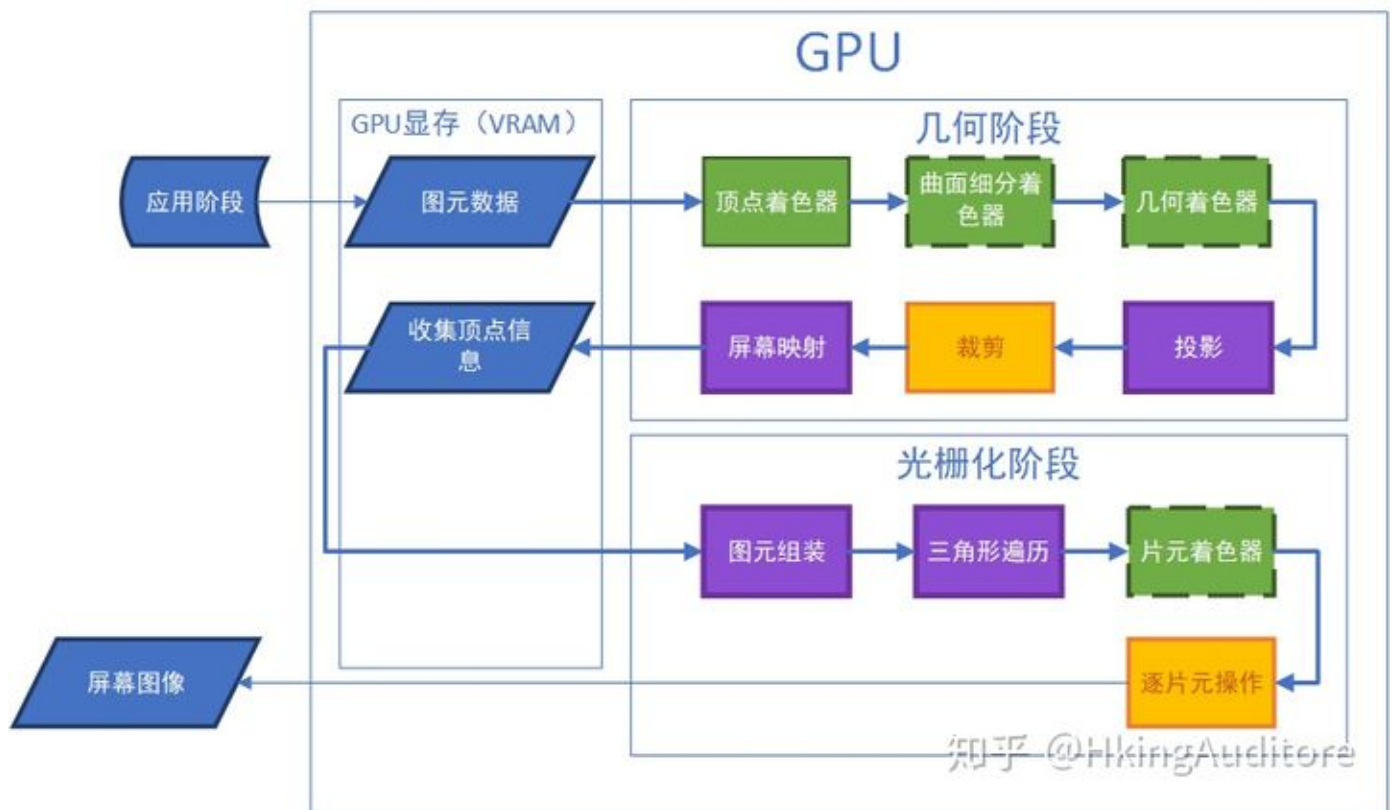 GPU
GPU显存（VRAM）
几何阶段
应用阶段
图元数据
顶点着色器
曲面细分着
色器
几何着色器
收集顶点信
息
屏幕映射
裁剪
投影
光栅化阶段
图元组装
三角形遍历
片元着色器
屏幕图像
逐片元操作
知乎 @HkingAuditore